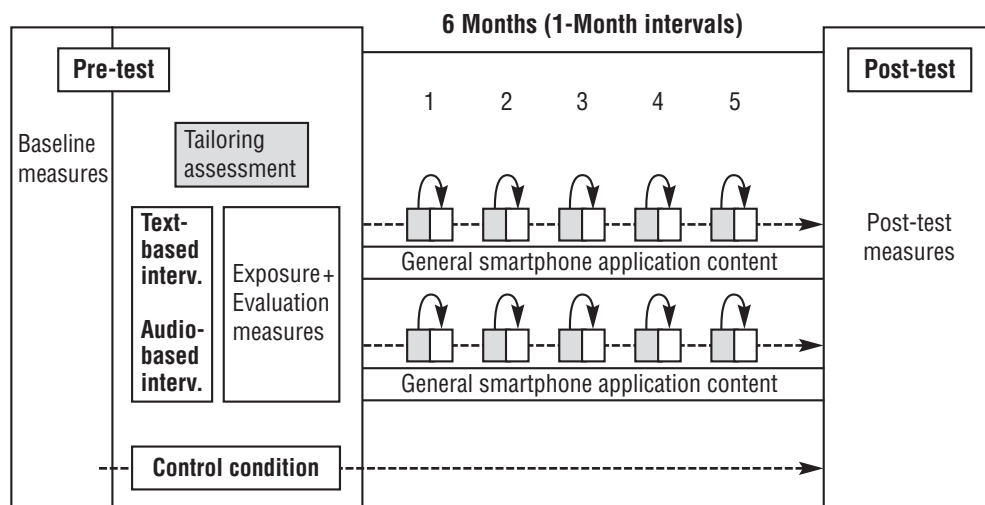 6 Months (1-Month intervals)
Pre-test
Post-test
1 2 3 4 5
Baseline
measures
Tailoring
assessment
Text-
based
interv.
Audio-
based
interv.
Exposure+
Evaluation
measures
General smartphone application content
General smartphone application content
Post-test
measures
Control condition